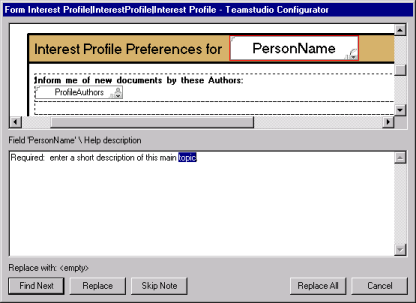 Form Interest Profile|InterestProfile|Interest Profile - Teamstudio Configurator
Interest Profile Preferences for PersonName
Inform me of new documents by these Authors:
ProfileAuthors
Field 'PersonName' \ Help description
Required: enter a short description of this main topic.
Replace with: <empty>
Find Next Replace Skip Note Replace All Cancel